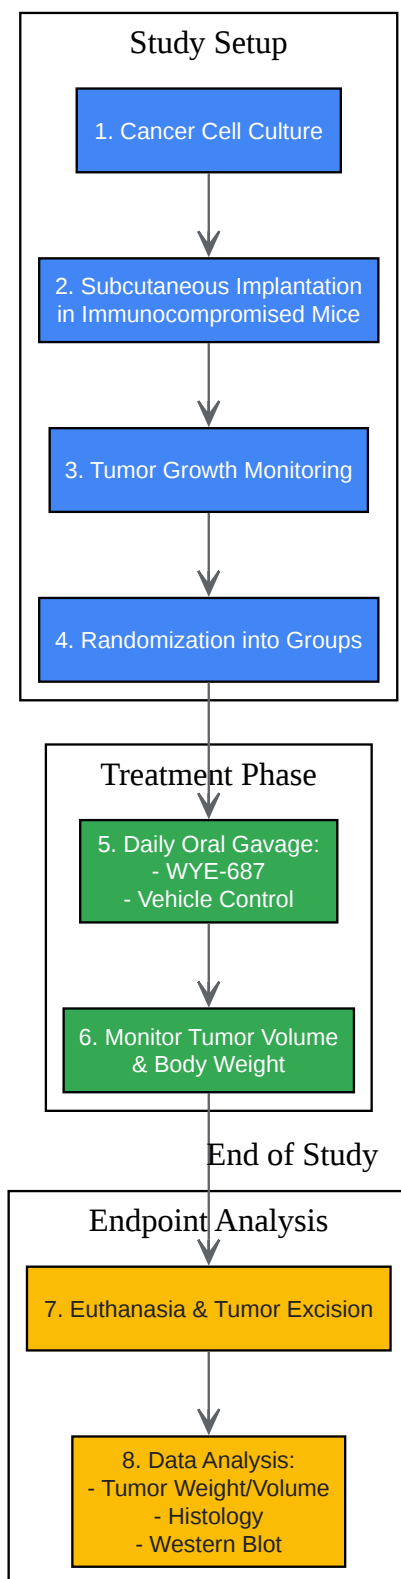 Study Setup
1. Cancer Cell Culture
2. Subcutaneous Implantation
in Immunocompromised Mice
3. Tumor Growth Monitoring
4. Randomization into Groups
Treatment Phase
5. Daily Oral Gavage:
- WYE-687
- Vehicle Control
6. Monitor Tumor Volume
& Body Weight
End of Study
Endpoint Analysis
7. Euthanasia & Tumor Excision
8. Data Analysis:
- Tumor Weight/Volume
- Histology
- Western Blot